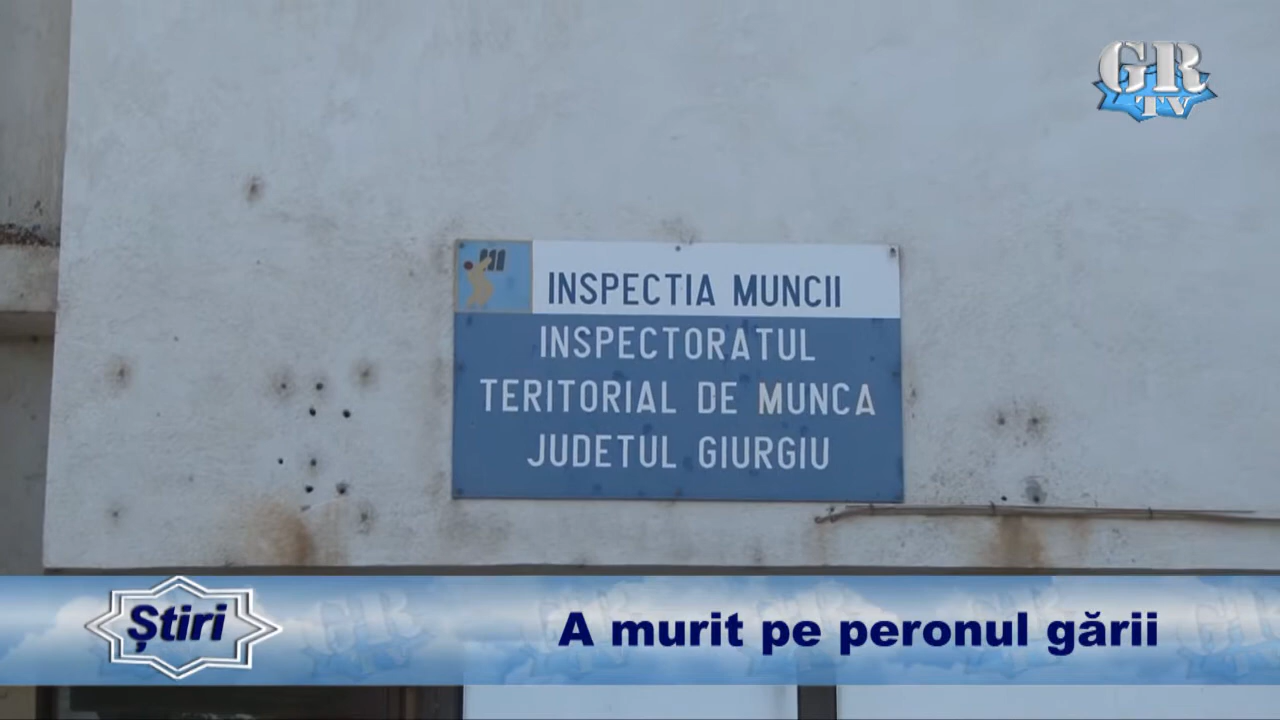 GR
TV
INSPECTIA MUNCII
INSPECTORATUL
TERITORIAL DE MUNCA
JUDETUL GIURGIU
Știri
A murit pe peronul gării